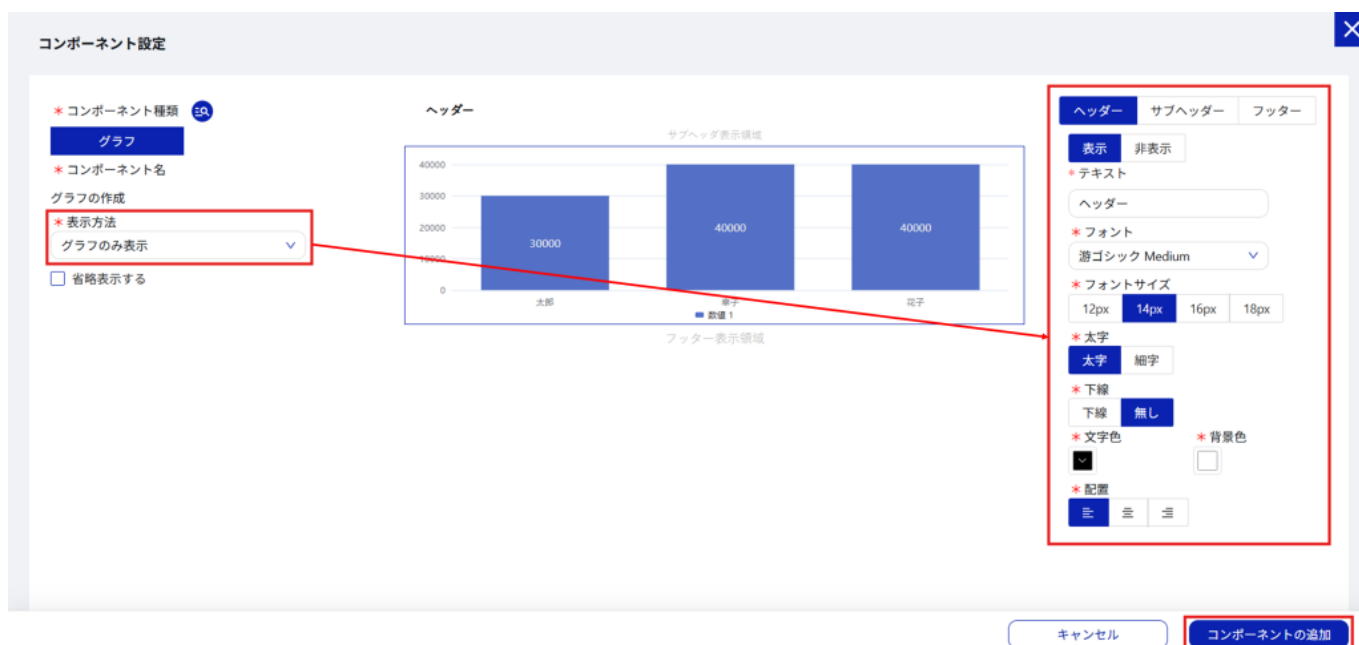 コンポーネント設定
* コンポーネント種類
グラフ
* コンポーネント名
グラフの作成
* 表示方法
グラフのみ表示
省略表示する
ヘッダー
サブヘッダ表示領域
40000
30000
20000
10000
0
30000
40000
40000
太郎
幸子
花子
数値 1
フッター表示領域
ヘッダー サブヘッダー フッター
表示 非表示
* テキスト
ヘッダー
* フォント
游ゴシック Medium
* フォントサイズ
12px 14px 16px 18px
* 太字
太字 細字
* 下線
下線 無し
* 文字色 * 背景色
* 配置
キャンセル コンポーネントの追加